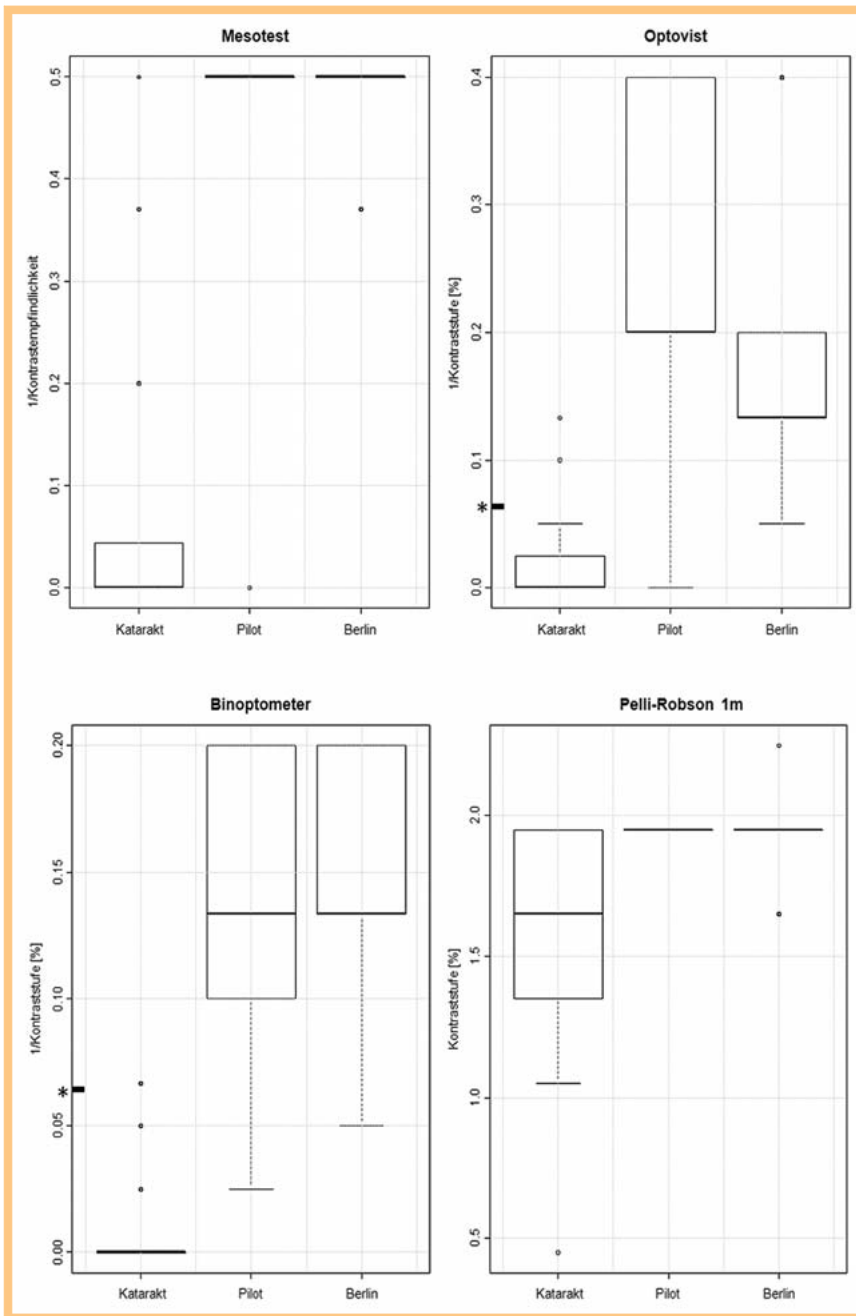 Mesotest
1/Kontrastempfindlichkeit
0.5
0.4
0.3
0.2
0.1
0.0
Katarakt Pilot Berlin
Optovist
1/Kontraststufe [%]
0.4
0.3
0.2
0.1
*
0.0
Katarakt Pilot Berlin
Binoptometer
1/Kontraststufe [%]
0.20
0.15
0.10
*
0.05
0.00
Katarakt Pilot Berlin
Pelli-Robson 1m
Kontraststufe [%]
2.0
1.5
1.0
0.5
Katarakt Pilot Berlin